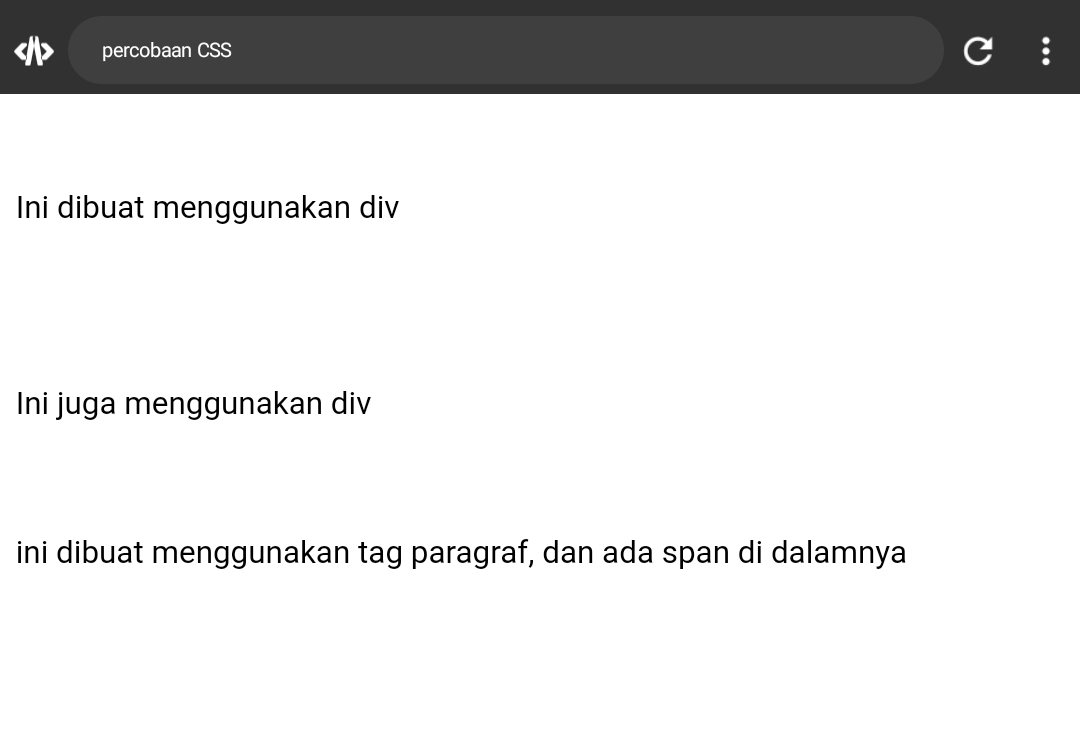 percobaan CSS
Ini dibuat menggunakan div
Ini juga menggunakan div
ini dibuat menggunakan tag paragraf, dan ada span di dalamnya